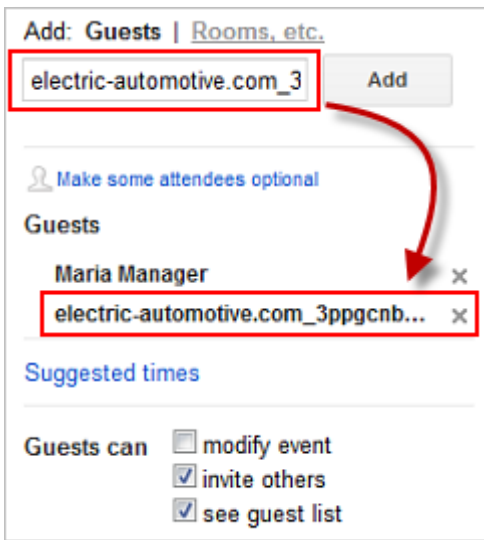 Add: Guests | Rooms, etc.
electric-automotive.com_3 Add
Make some attendees optional
Guests
Maria Manager
electric-automotive.com_3ppgcnb...
Suggested times
Guests can modify event
invite others
see guest list